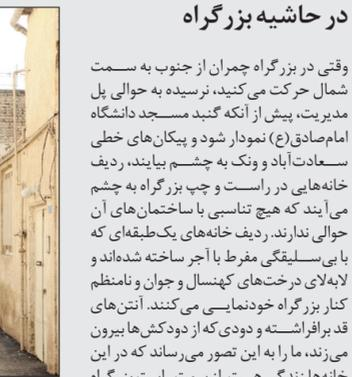 در حاشیه بزرگراه
وقتی در بزرگراه چمران از جنوب به سمت
شمال حرکت می‌کنید، نرسیده به حوالی پل
مدیریت، پیش از آنکه گنبد مسجد دانشگاه
امام‌صادق(ع) نمودار شود و پیکان‌های خطی
سعادت‌آباد و ونک به چشم بیایند، ردیف
خانه‌هایی در راست و چپ بزرگراه به چشم
می‌آیند که هیچ تناسبی با ساختمان‌های آن
حوالی ندارند. ردیف خانه‌های یک‌طبقه‌ای که
با بی‌سلیقگی مفرط با آجر ساخته شده‌اند و
لابه‌لای درخت‌های کهنسال و جوان و نامنظم
کنار بزرگراه خودنمایی می‌کنند. آنتن‌های
قد برافراشته و دودی که از دودکش‌ها بیرون
می‌زند، ما را به این تصور می‌رساند که در این